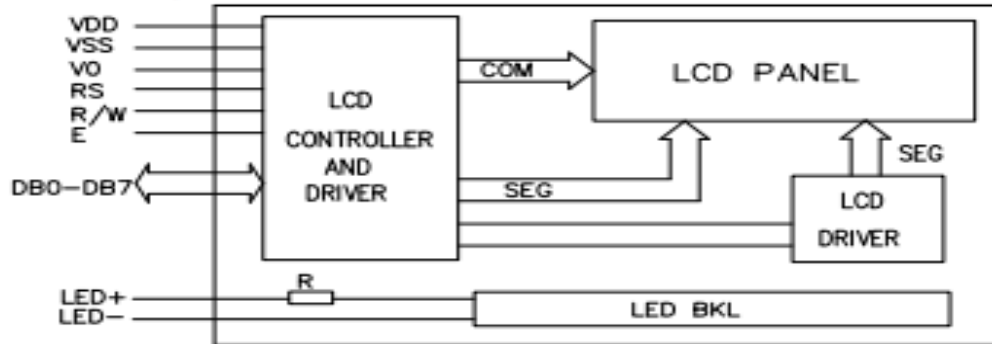 VDD
VSS
VO
RS
R/W
E
DB0-DB7
LED+
LED-
LCD
CONTROLLER
AND
DRIVER
COM
SEG
LCD PANEL
SEG
LCD
DRIVER
R
LED BKL